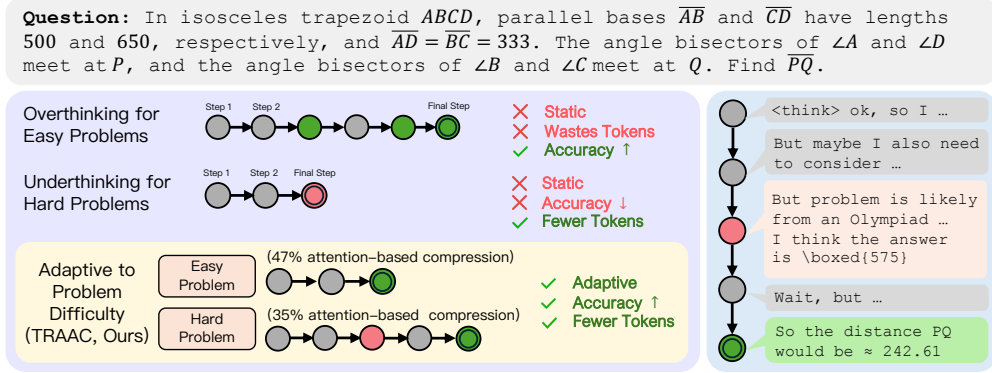 Question: In isosceles trapezoid ABCD, parallel bases \overline{AB} and \overline{CD} have lengths
500 and 650, respectively, and \overline{AD} = \overline{BC} = 333. The angle bisectors of ∠A and ∠D
meet at P, and the angle bisectors of ∠B and ∠C meet at Q. Find \overline{PQ}.
Overthinking for
Easy Problems
Step 1
Step 2
Final Step
Static
Wastes Tokens
Accuracy ↑
Underthinking for
Hard Problems
Step 1
Step 2
Final Step
Static
Accuracy ↓
Fewer Tokens
Adaptive to
Problem
Difficulty
(TRAAC, Ours)
Easy
Problem
(47% attention-based compression)
Hard
Problem
(35% attention-based compression)
Adaptive
Accuracy ↑
Fewer Tokens
<think> ok, so I …
But maybe I also need
to consider …
But problem is likely
from an Olympiad …
I think the answer
is \boxed{575}
Wait, but …
So the distance PQ
would be ≈ 242.61